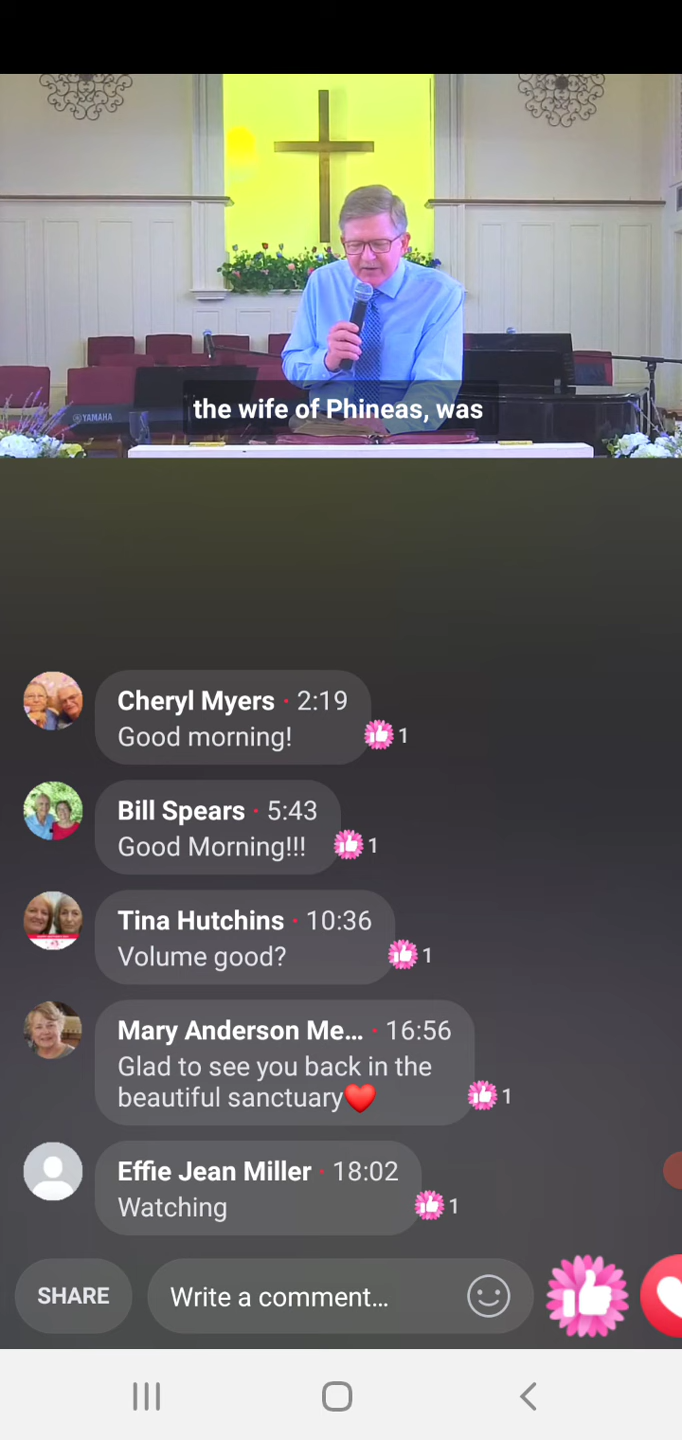 YAMAHA
the wife of Phineas, was
Cheryl Myers · 2:19
Good morning!
1
Bill Spears · 5:43
Good Morning!!!
1
Tina Hutchins · 10:36
Volume good?
1
Mary Anderson Me... · 16:56
Glad to see you back in the
beautiful sanctuary❤️
1
Effie Jean Miller · 18:02
Watching
1
SHARE
Write a comment...